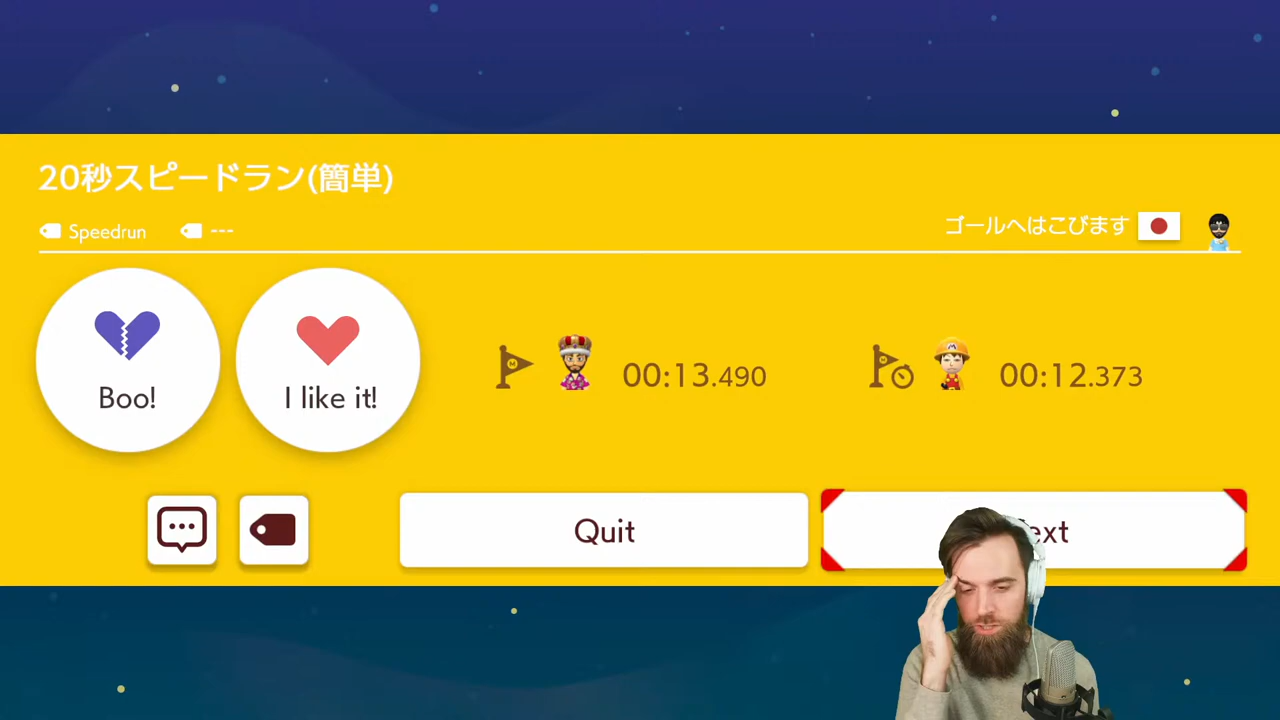 20秒スピードラン(簡単)
Speedrun ---
ゴールへはこびます
Boo!
I like it!
M 00:13.490
M 00:12.373
Quit
ext